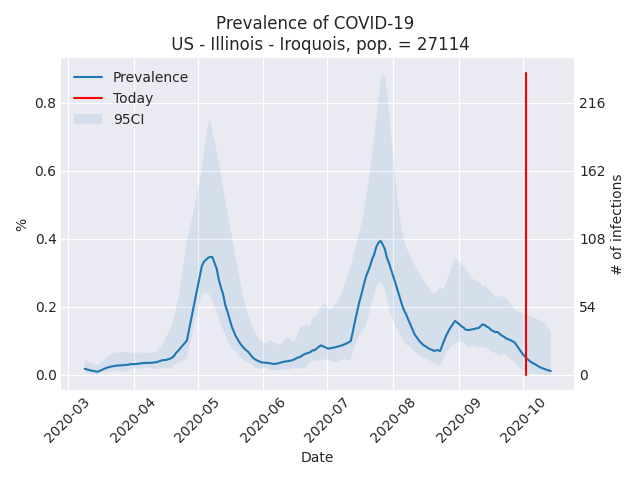 Prevalence of COVID-19
US - Illinois - Iroquois, pop. = 27114
Prevalence
Today
95CI
0.8
0.6
0.4
0.2
0.0
%
216
162
108
54
0
# of infections
2020-03
2020-04
2020-05
2020-06
2020-07
2020-08
2020-09
2020-10
Date